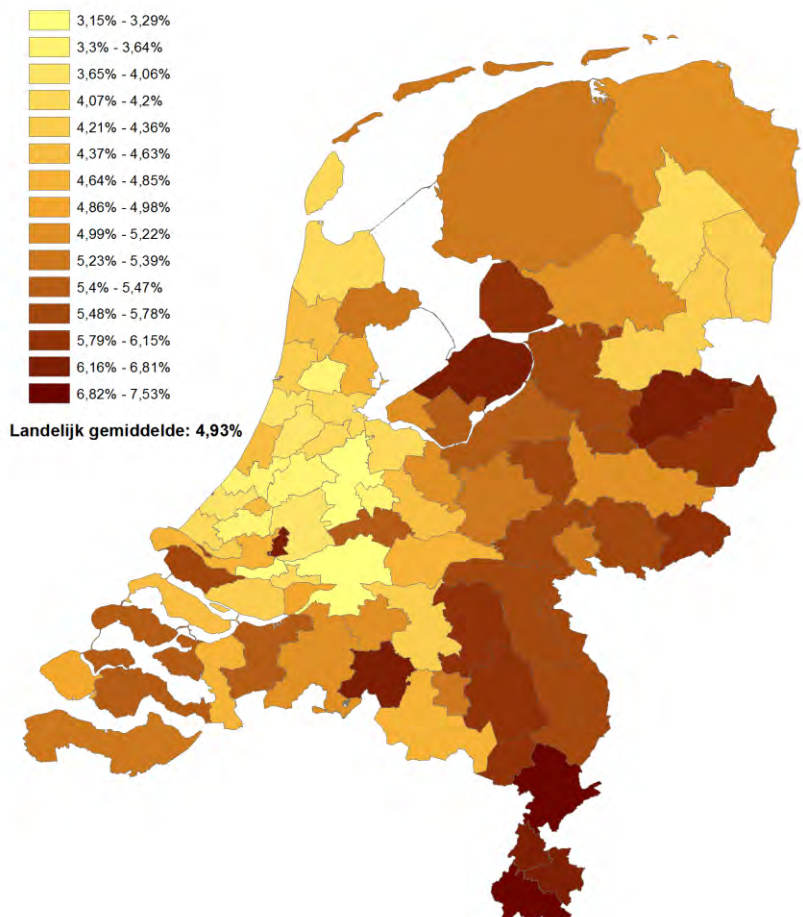 3,15% - 3,29%
3,3% - 3,64%
3,65% - 4,06%
4,07% - 4,2%
4,21% - 4,36%
4,37% - 4,63%
4,64% - 4,85%
4,86% - 4,98%
4,99% - 5,22%
5,23% - 5,39%
5,4% - 5,47%
5,48% - 5,78%
5,79% - 6,15%
6,16% - 6,81%
6,82% - 7,53%
Landelijk gemiddelde: 4,93%